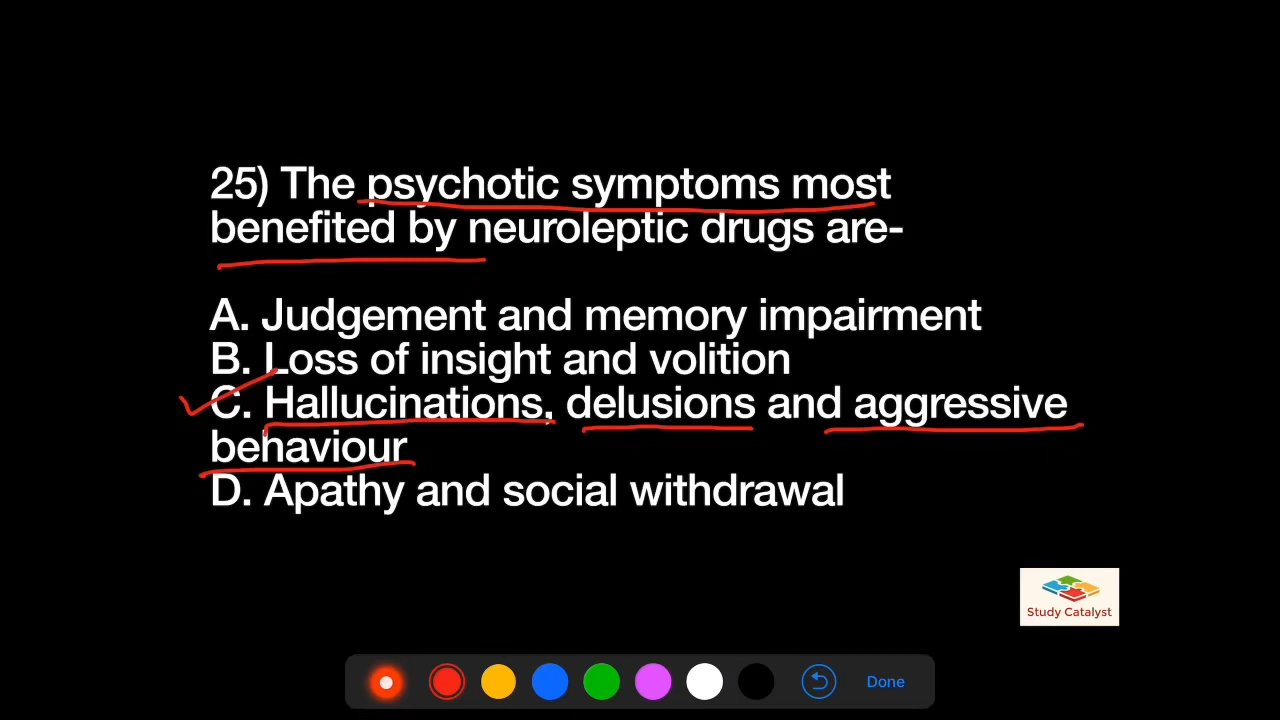 25) The psychotic symptoms most
benefited by neuroleptic drugs are-
A. Judgement and memory impairment
B. Loss of insight and volition
C. Hallucinations, delusions and aggressive
behaviour
D. Apathy and social withdrawal
Study Catalyst
Done